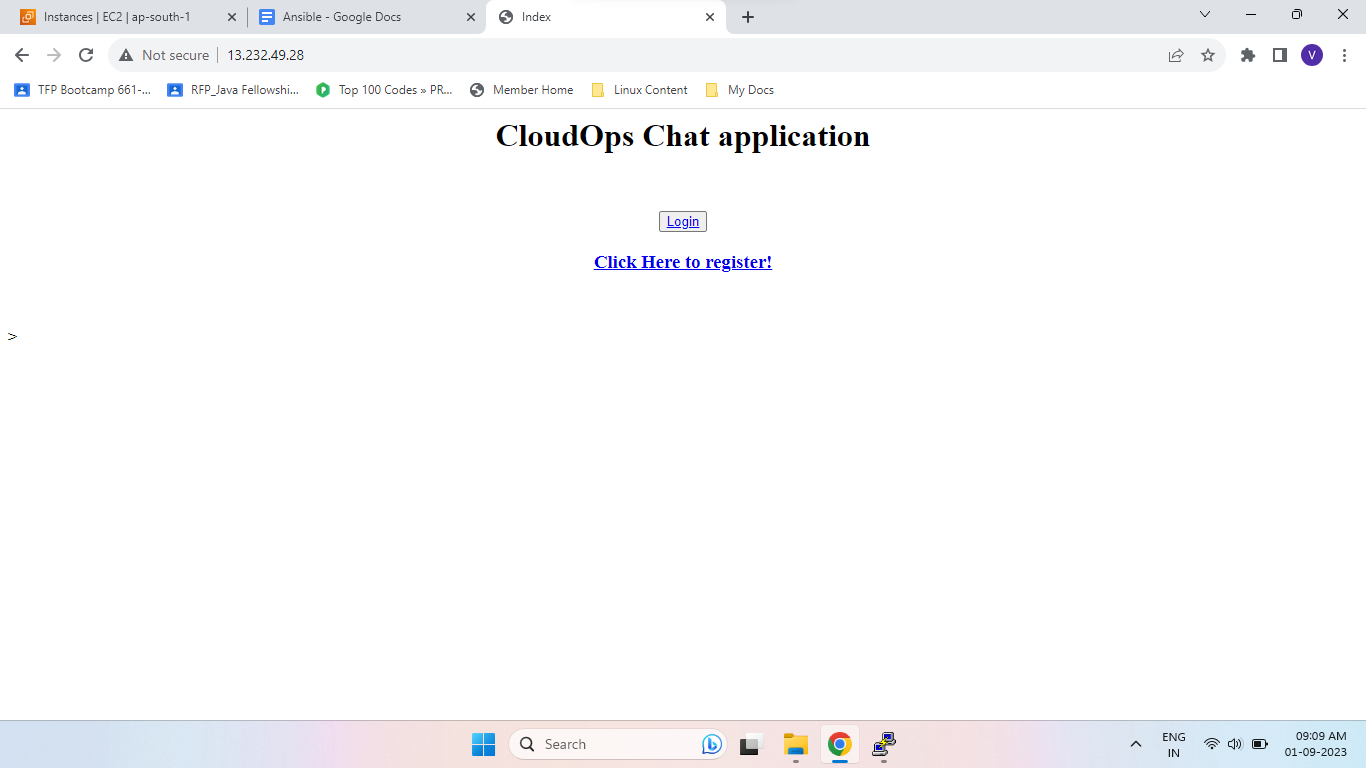 Instances | EC2 | ap-south-1
Ansible - Google Docs
Index
Not secure
13.232.49.28
V
TFP Bootcamp 661-...
RFP_Java Fellowshi...
Top 100 Codes » PR...
Member Home
Linux Content
My Docs
CloudOps Chat application
Login
Click Here to register!
>
Search
ENG
IN
09:09 AM
01-09-2023